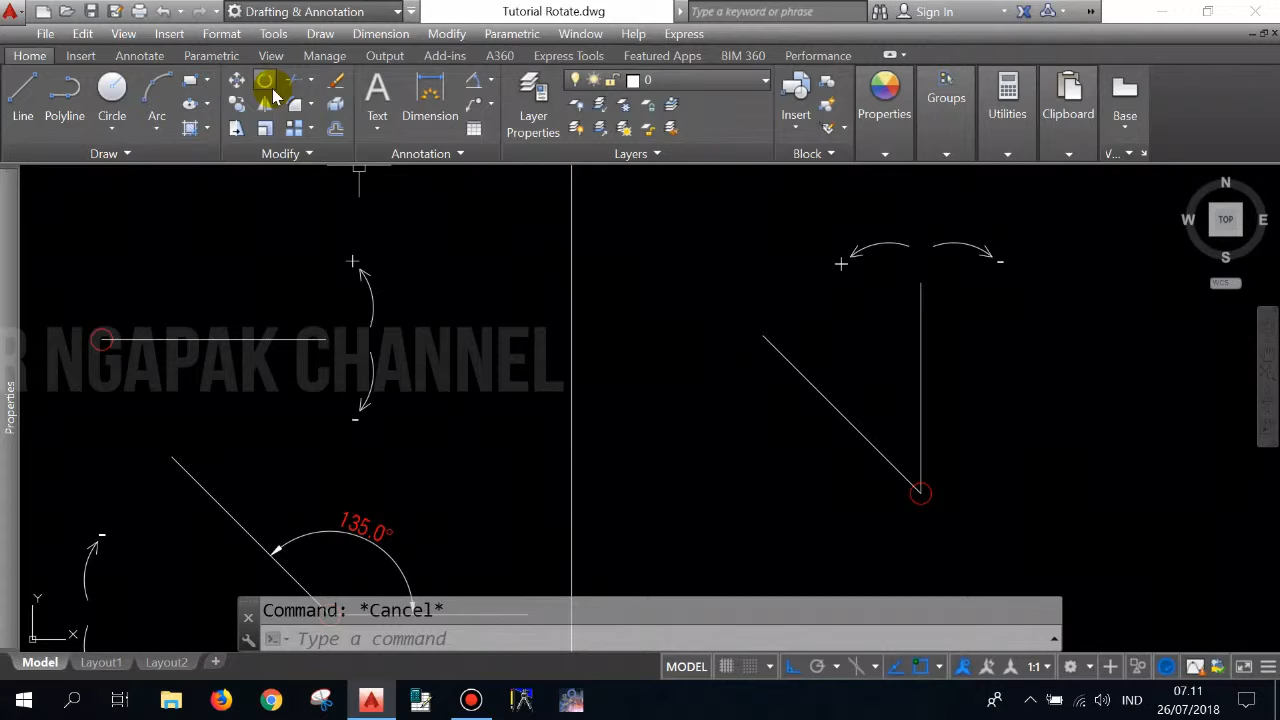 Drafting & Annotation
Tutorial Rotate.dwg
Type a keyword or phrase
Sign In
File Edit View Insert Format Tools Draw Dimension Modify Parametric Window Help Express
Home Insert Annotate Parametric View Manage Output Add-ins A360 Express Tools Featured Apps BIM 360 Performance
0
Line Polyline Circle Arc Text Dimension Layer Properties Insert Properties Groups Utilities Clipboard Base
Draw Modify Annotation Layers Block V...
N
W TOP E
S
WCS
+ -
+
R NGAPAK CHANNEL
-
Properties
135.0°
-
Y
X
Command: *Cancel*
Type a command
Model Layout1 Layout2 +
MODEL 1:1
IND
07.11
26/07/2018